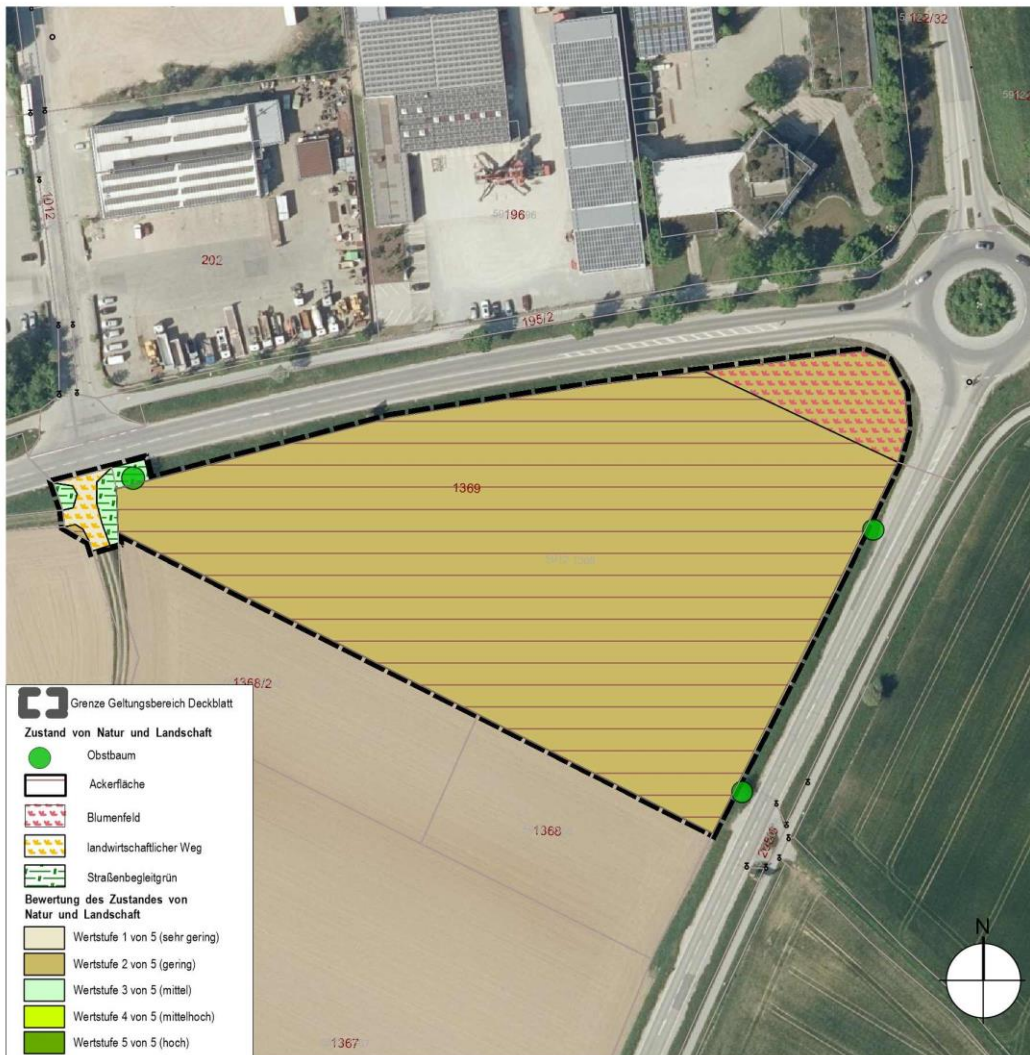 1012
202
196
195/2
122/32
1369
1368/2
1368
1367
N
Grenze Geltungsbereich Deckblatt
Zustand von Natur und Landschaft
Obstbaum
Ackerfläche
Blumenfeld
landwirtschaftlicher Weg
Straßenbegleitgrün
Bewertung des Zustandes von
Natur und Landschaft
Wertstufe 1 von 5 (sehr gering)
Wertstufe 2 von 5 (gering)
Wertstufe 3 von 5 (mittel)
Wertstufe 4 von 5 (mittelhoch)
Wertstufe 5 von 5 (hoch)